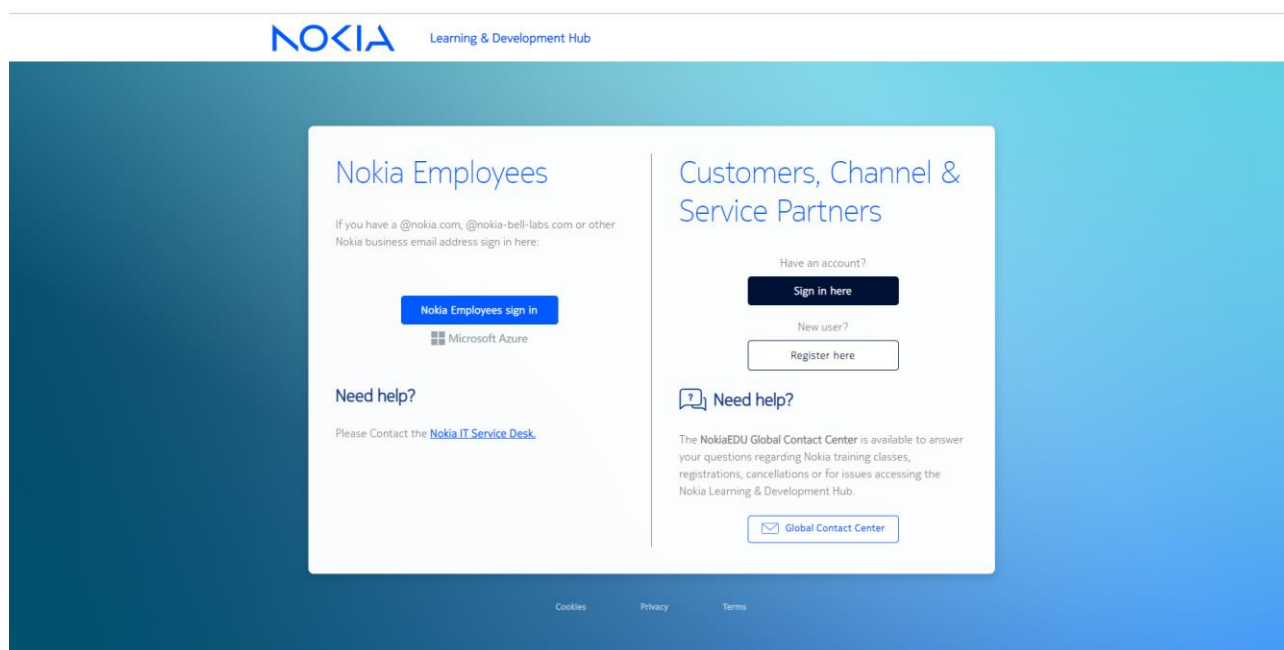 NOKIA
Learning & Development Hub
Nokia Employees
If you have a @nokia.com, @nokia-bell-labs.com or other
Nokia business email address sign in here:
Nokia Employees sign in
Microsoft Azure
Need help?
Please Contact the Nokia IT Service Desk.
Customers, Channel &
Service Partners
Have an account?
Sign in here
New user?
Register here
Need help?
The NokiaEDU Global Contact Center is available to answer
your questions regarding Nokia training classes,
registrations, cancellations or for issues accessing the
Nokia Learning & Development Hub.
Global Contact Center
Cookies
Privacy
Terms